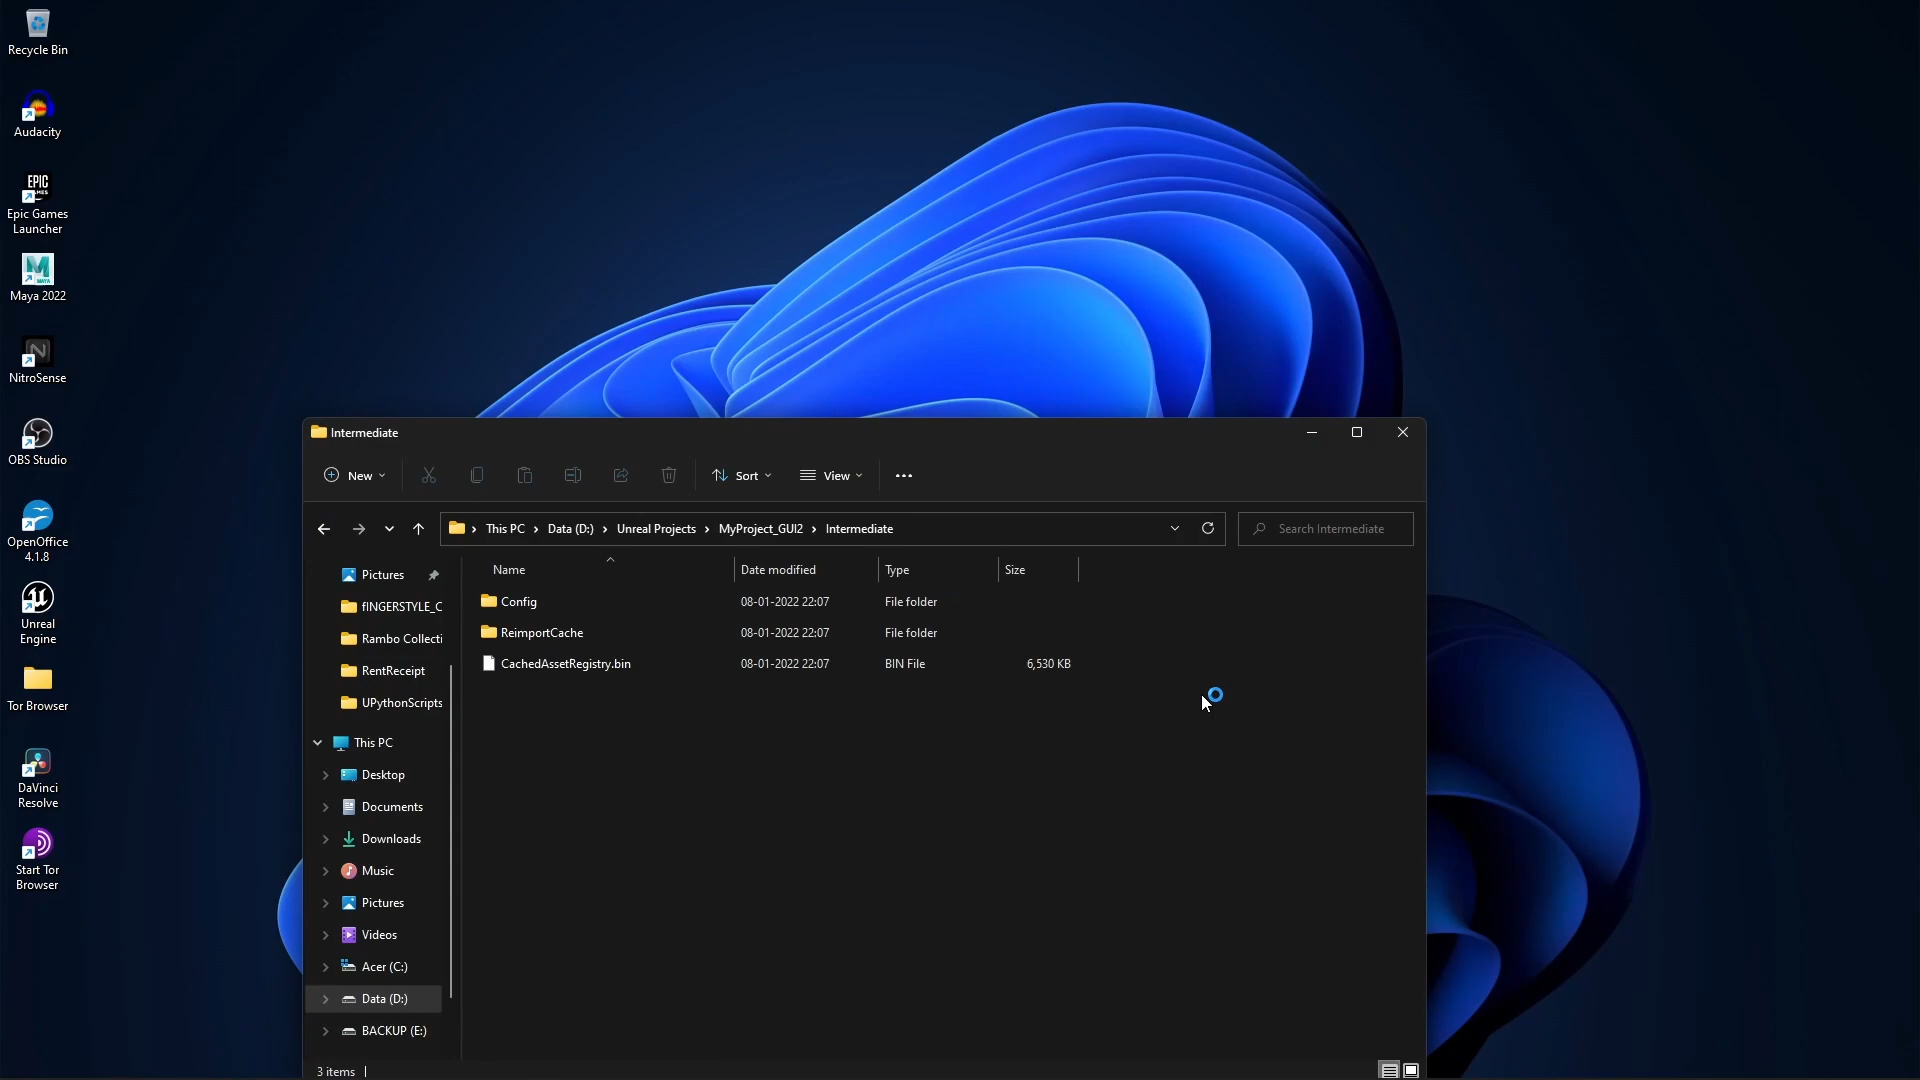 Recycle Bin
Audacity
EPIC
GAMES
Epic Games
Launcher
M
MAYA
Maya 2022
N
NitroSense
OBS Studio
OpenOffice
4.1.8
Unreal
Engine
Tor Browser
DaVinci
Resolve
Start Tor
Browser
Intermediate
New
Sort
View
This PC > Data (D:) > Unreal Projects > MyProject_GUI2 > Intermediate
Search Intermediate
Name Date modified Type Size
Config 08-01-2022 22:07 File folder
ReimportCache 08-01-2022 22:07 File folder
CachedAssetRegistry.bin 08-01-2022 22:07 BIN File 6,530 KB
Pictures
fINGERSTYLE_C
Rambo Collecti
RentReceipt
UPythonScripts
This PC
Desktop
Documents
Downloads
Music
Pictures
Videos
Acer (C:)
Data (D:)
BACKUP (E:)
3 items